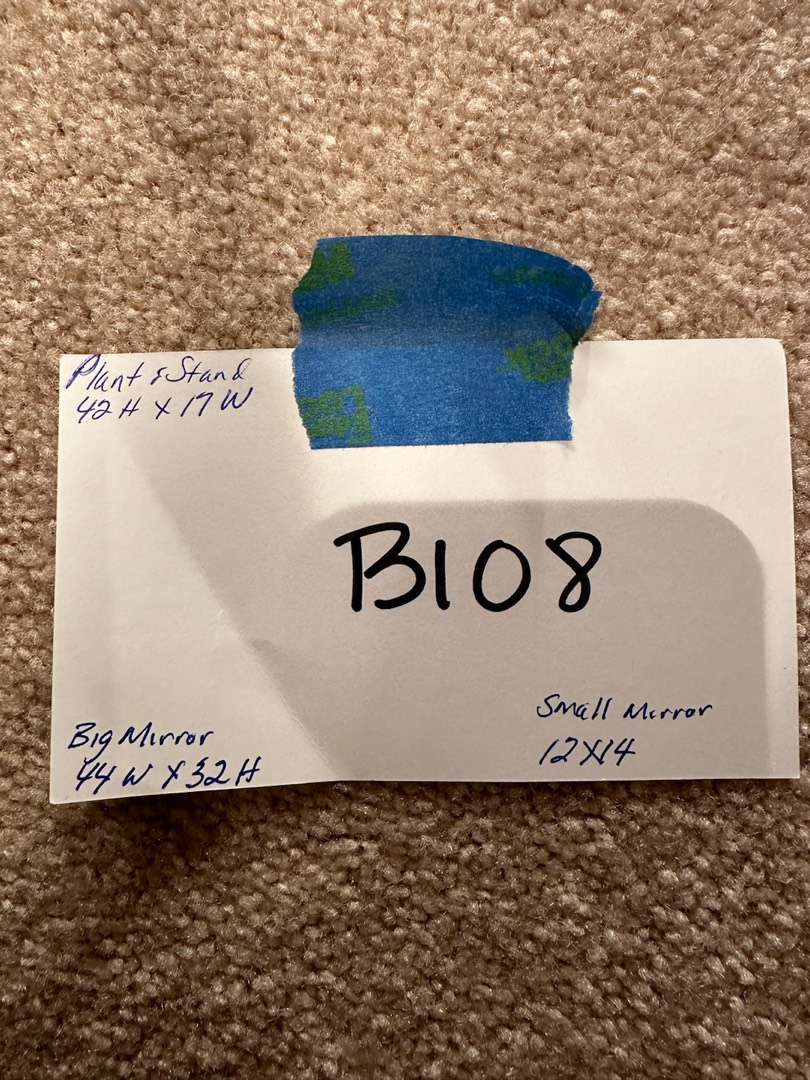 Plant & Stand
42 H X 17 W
B108
Big Mirror
44 W X 32 H
Small Mirror
12X14